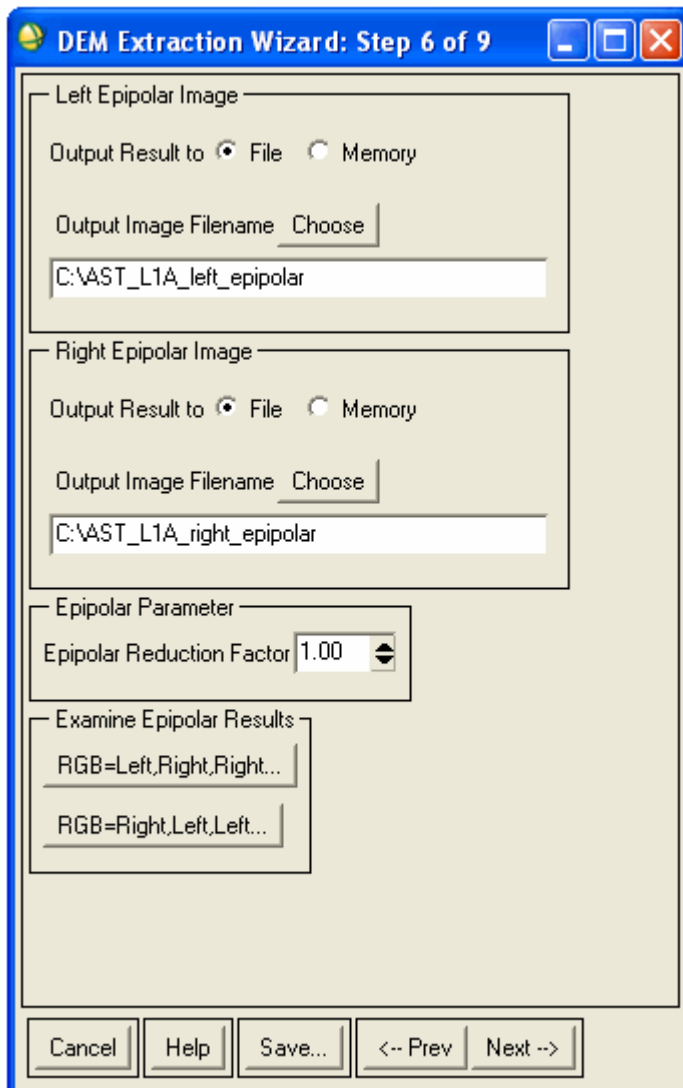 DEM Extraction Wizard: Step 6 of 9
Left Epipolar Image
Output Result to File Memory
Output Image Filename Choose
C:\AST_L1A_left_epipolar
Right Epipolar Image
Output Result to File Memory
Output Image Filename Choose
C:\AST_L1A_right_epipolar
Epipolar Parameter
Epipolar Reduction Factor 1.00
Examine Epipolar Results
RGB=Left,Right,Right...
RGB=Right,Left,Left...
Cancel Help Save... <-- Prev Next -->